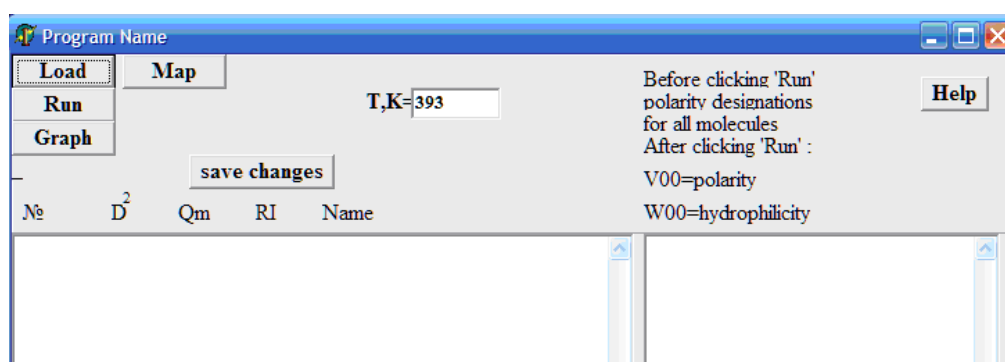 Program Name
Load
Map
Run
Graph
T,K=393
save changes
Before clicking 'Run'
polarity designations
for all molecules
After clicking 'Run' :
V00=polarity
W00=hydrophilicity
Help
№ D² Qm RI Name